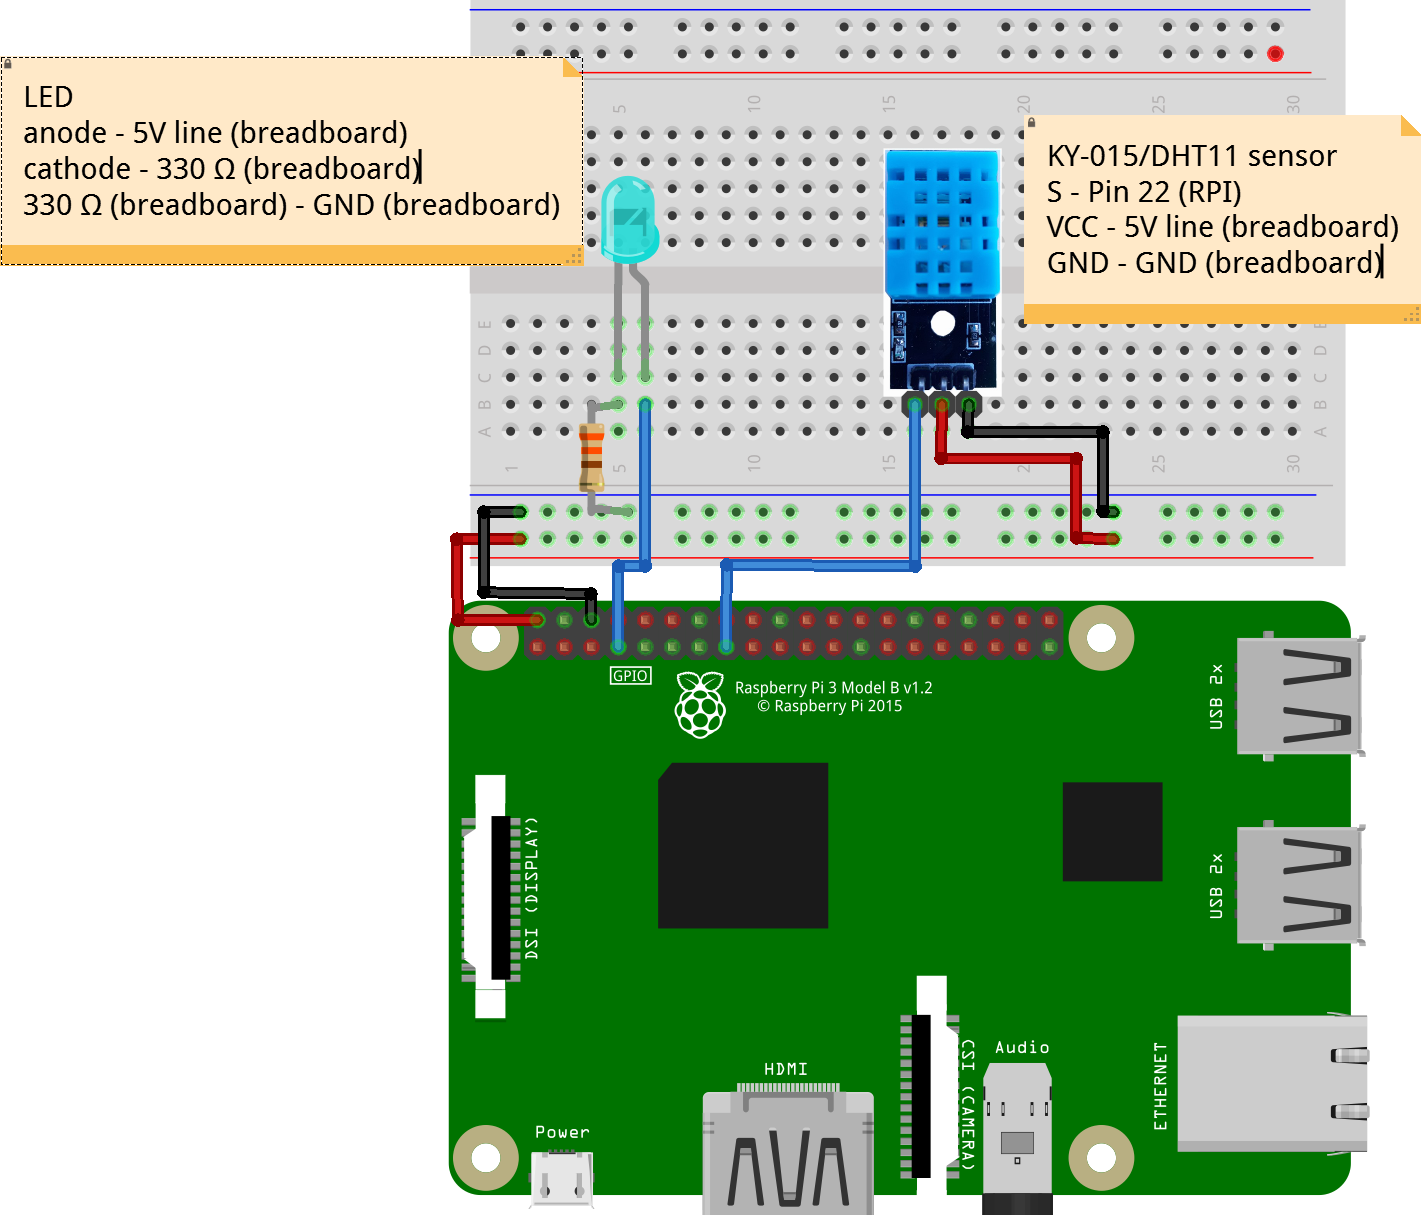 LED
anode - 5V line (breadboard)
cathode - 330 Ω (breadboard)
330 Ω (breadboard) - GND (breadboard)
5
10
15
20
25
30
KY-015/DHT11 sensor
S - Pin 22 (RPI)
VCC - 5V line (breadboard)
GND - GND (breadboard)
E
D
C
B
A
E
D
C
B
A
1
5
10
15
25
30
GPIO
Raspberry Pi 3 Model B v1.2
© Raspberry Pi 2015
USB 2x
DSI (DISPLAY)
USB 2x
HDMI
CSI (CAMERA)
Audio
ETHERNET
Power